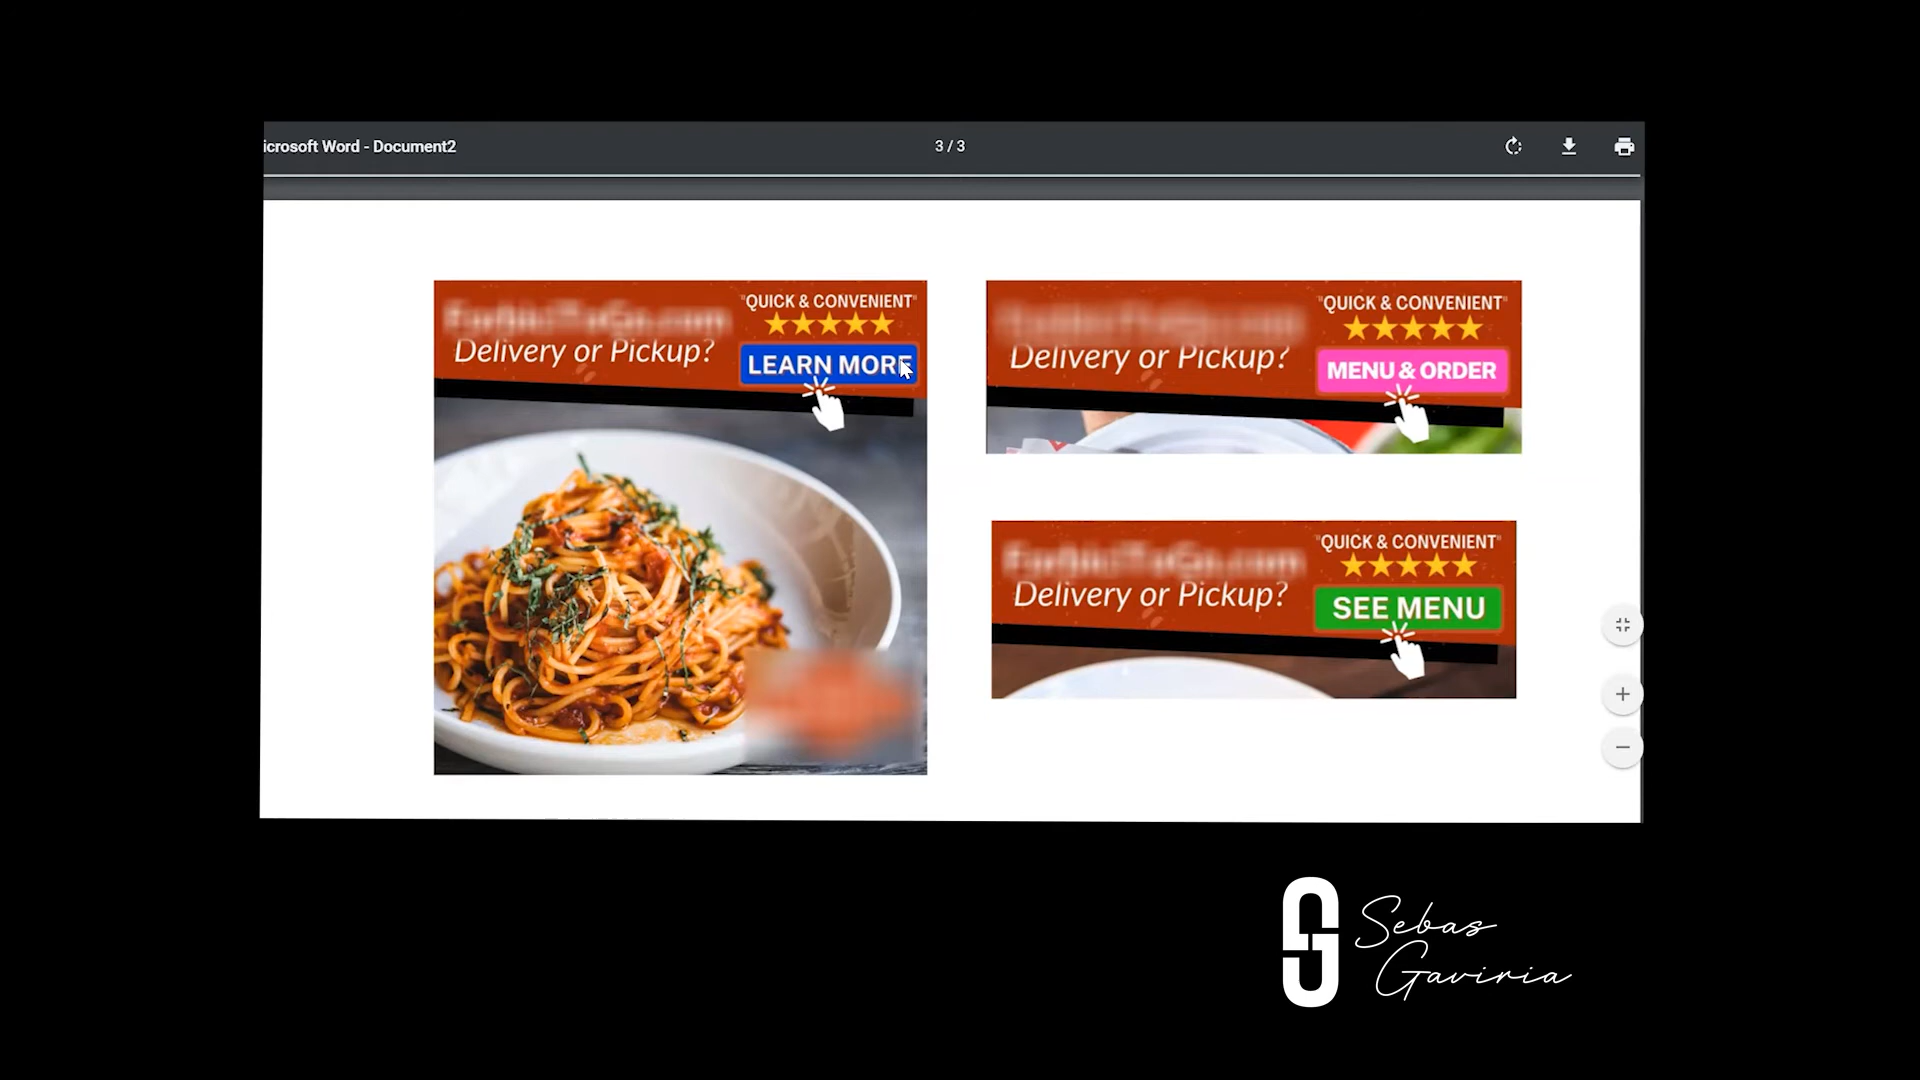 icrosoft Word - Document2
3 / 3
"QUICK & CONVENIENT"
Delivery or Pickup?
LEARN MORE
"QUICK & CONVENIENT"
Delivery or Pickup?
MENU & ORDER
"QUICK & CONVENIENT"
Delivery or Pickup?
SEE MENU
Sebas
Gaviria